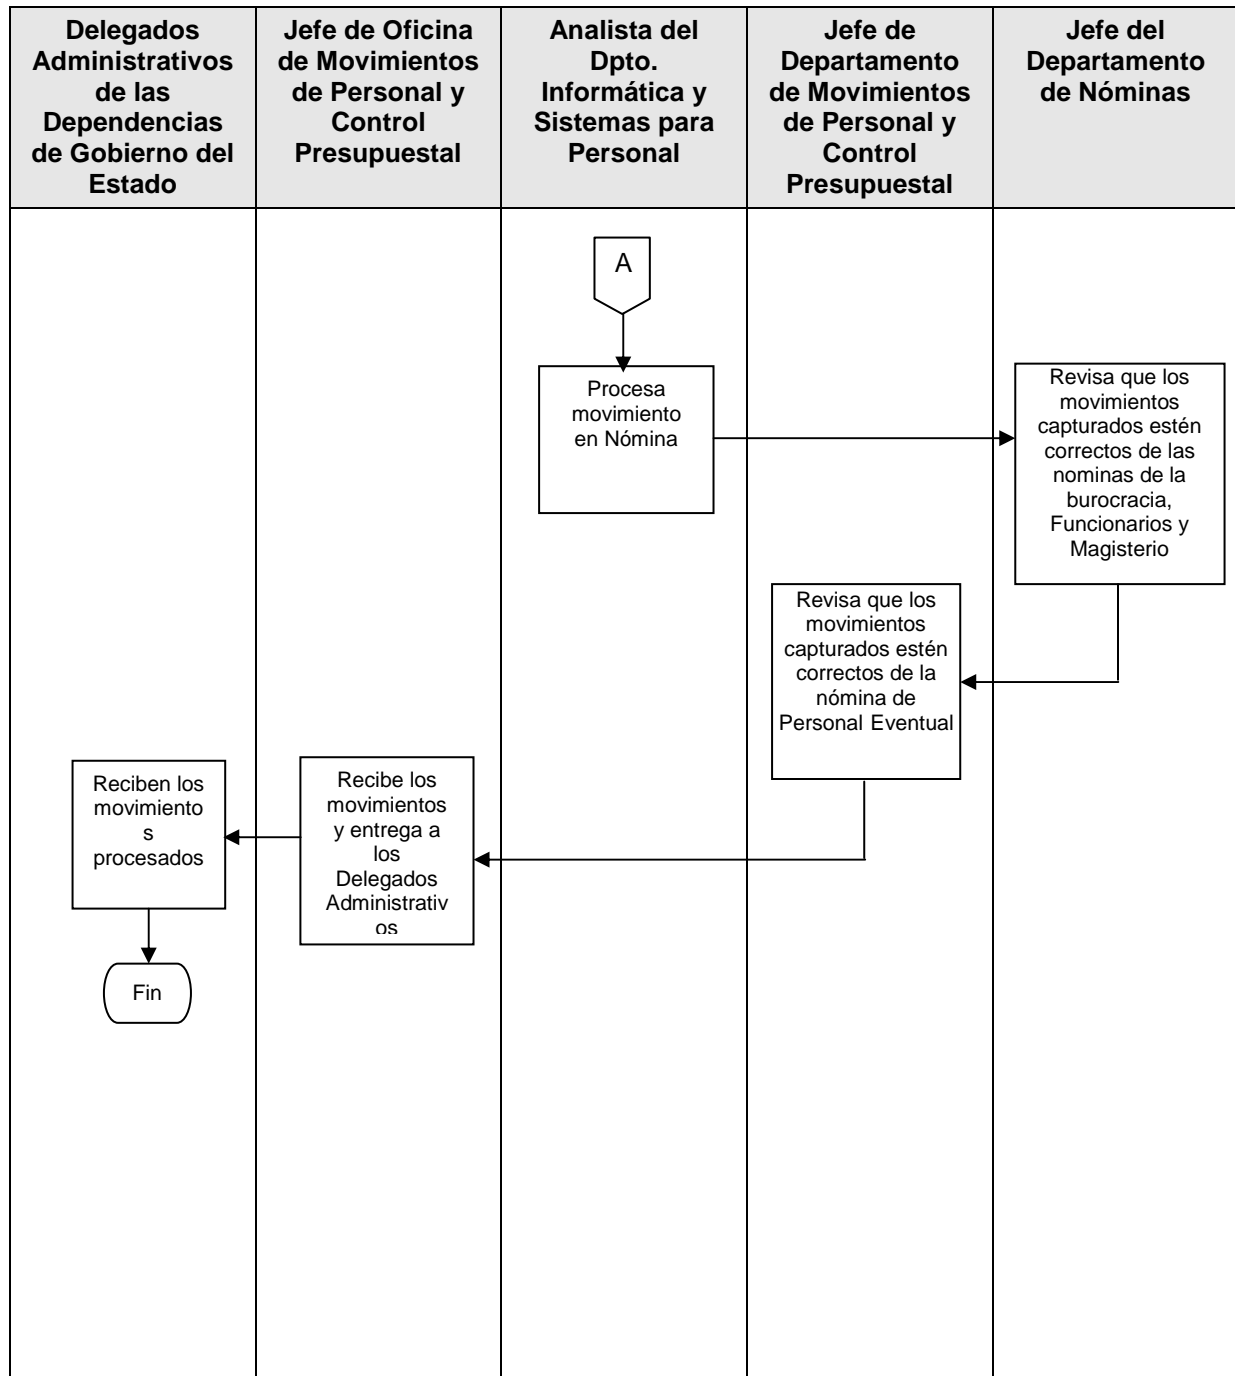 Delegados
Administrativos
de las
Dependencias
de Gobierno del
Estado
Jefe de Oficina
de Movimientos
de Personal y
Control
Presupuestal
Analista del
Dpto.
Informática y
Sistemas para
Personal
Jefe de
Departamento
de Movimientos
de Personal y
Control
Presupuestal
Jefe del
Departamento
de Nóminas
A
Procesa
movimiento
en Nómina
Revisa que los
movimientos
capturados estén
correctos de las
nominas de la
burocracia,
Funcionarios y
Magisterio
Revisa que los
movimientos
capturados estén
correctos de la
nómina de
Personal Eventual
Recibe los
movimientos
y entrega a
los
Delegados
Administrativ
os
Reciben los
movimiento
s
procesados
Fin